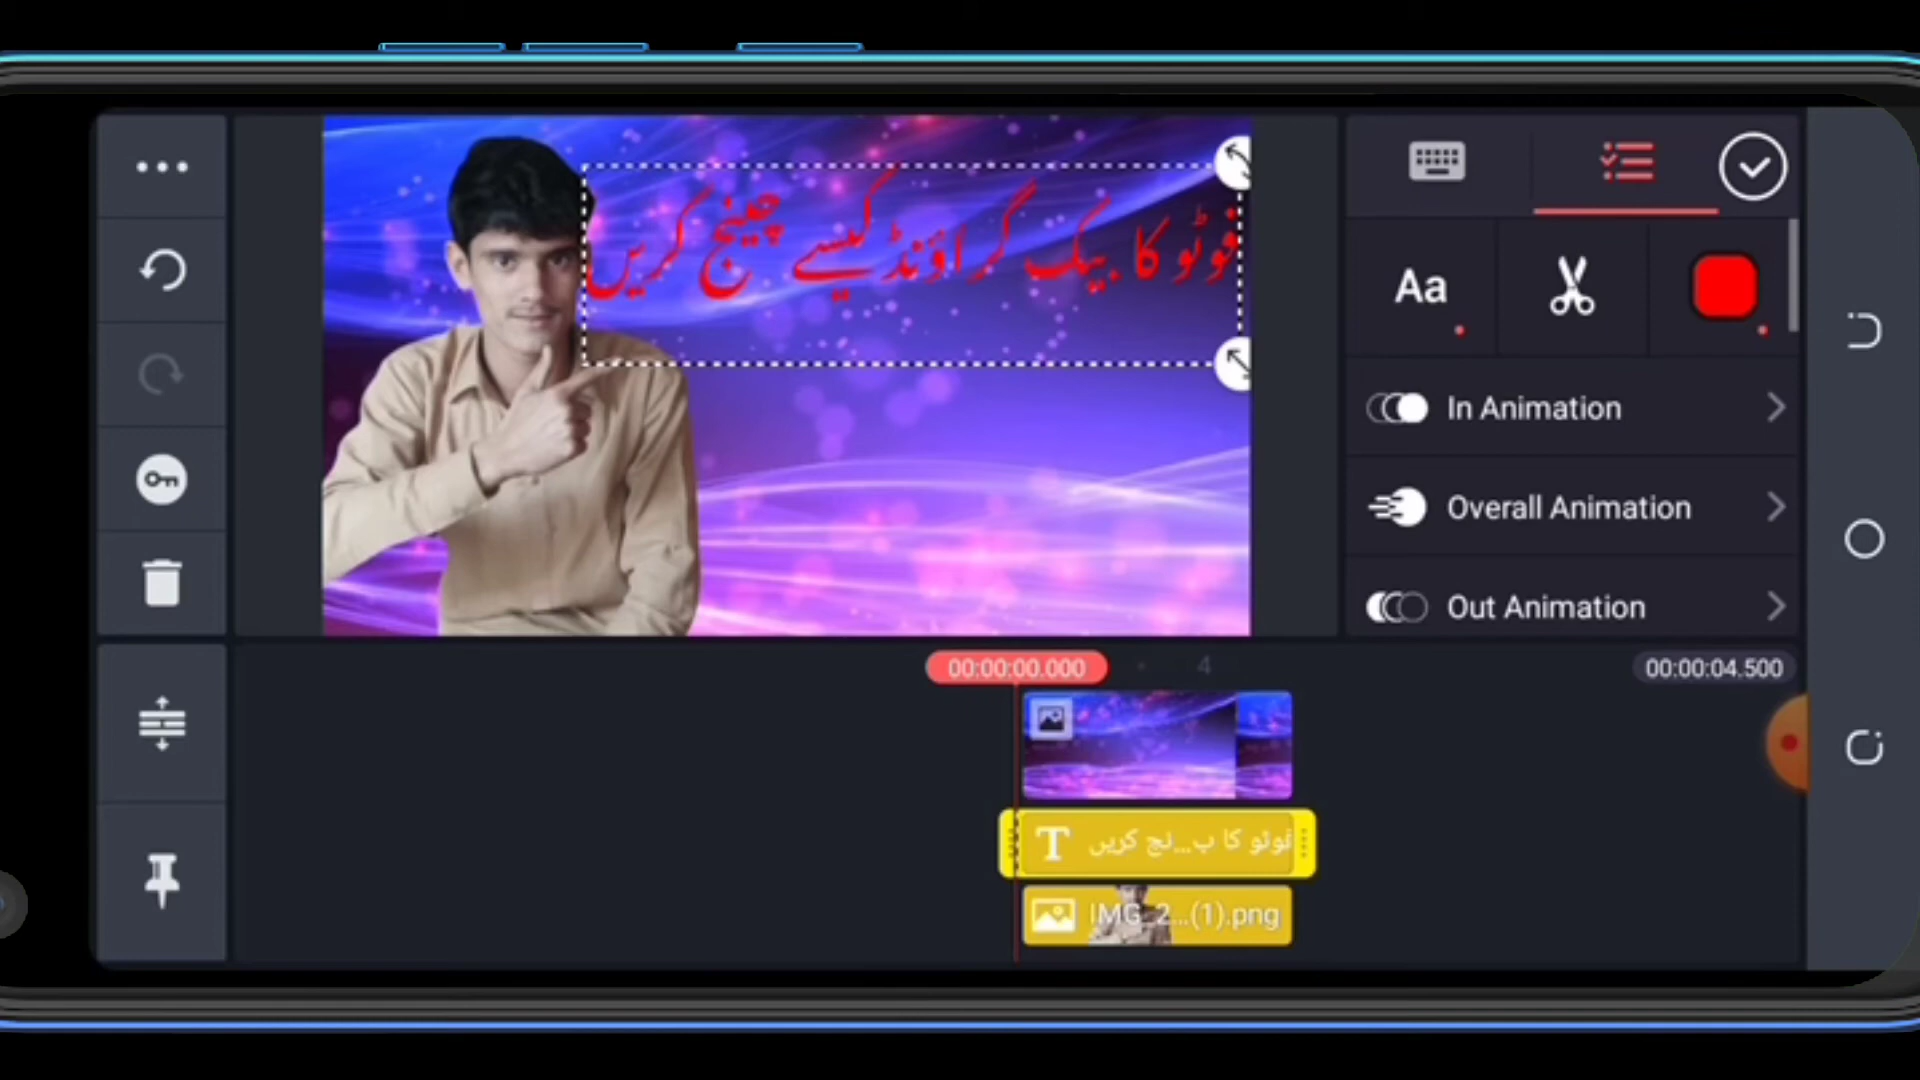 فوٹو کا بیک گراؤنڈ کیسے چینج کریں
Aa
In Animation
Overall Animation
Out Animation
00:00:00.000
4
00:00:04.500
T فوٹو کا ب...نج کریں
IMG_2...(1).png